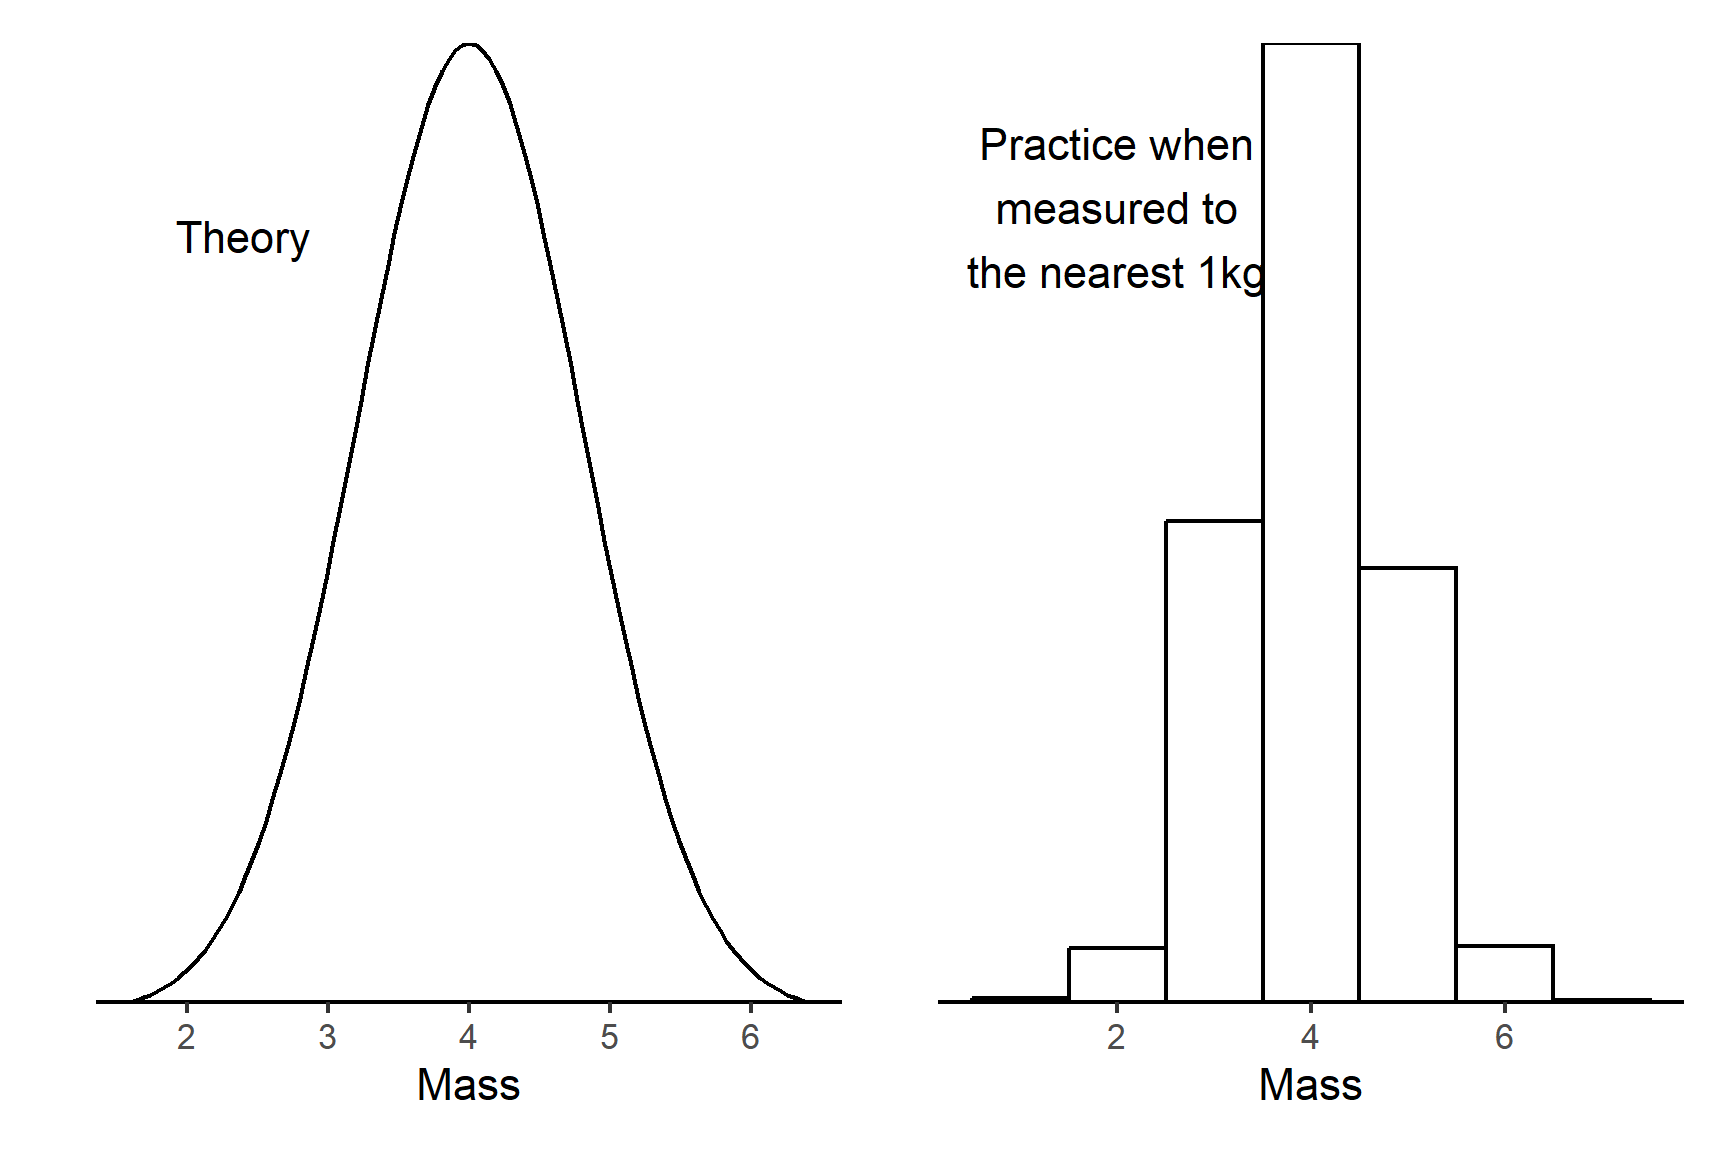 Theory
2 3 4 5 6
Mass
Practice when
measured to
the nearest 1kg
2 4 6
Mass